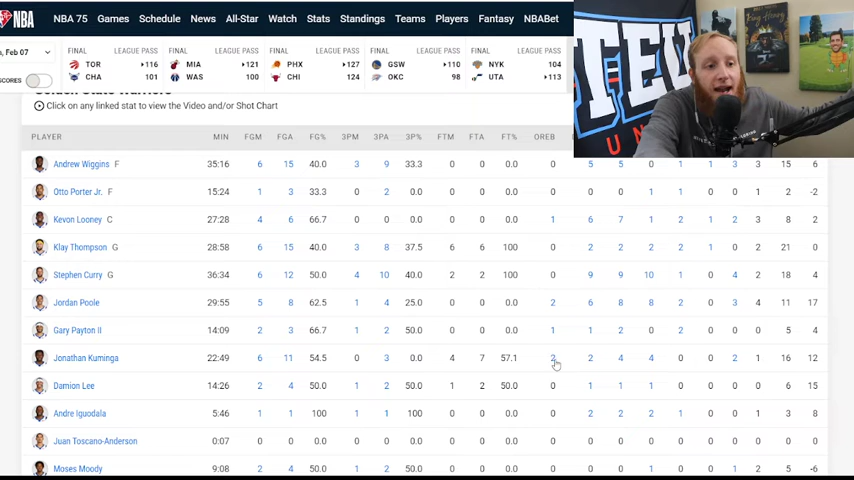 NBA
NBA 75 Games Schedule News All-Star Watch Stats Standings Teams Players Fantasy NBABet
, Feb 07
SCORES
FINAL LEAGUE PASS
TOR 116
CHA 101
FINAL LEAGUE PASS
MIA 121
WAS 100
FINAL LEAGUE PASS
PHX 127
CHI 124
FINAL LEAGUE PASS
GSW 110
OKC 98
FINAL LEAGUE PASS
NYK 104
UTA 113
Click on any linked stat to view the Video and/or Shot Chart
PLAYER MIN FGM FGA FG% 3PM 3PA 3P% FTM FTA FT% OREB
Andrew Wiggins F 35:16 6 15 40.0 3 9 33.3 0 0 0.0 0 5 5 0 1 1 3 3 15 6
Otto Porter Jr. F 15:24 1 3 33.3 0 2 0.0 0 0 0.0 0 0 0 1 1 0 0 1 2 -2
Kevon Looney C 27:28 4 6 66.7 0 0 0.0 0 0 0.0 1 6 7 1 2 1 2 3 8 2
Klay Thompson G 28:58 6 15 40.0 3 8 37.5 6 6 100 0 2 2 2 2 1 0 2 21 0
Stephen Curry G 36:34 6 12 50.0 4 10 40.0 2 2 100 0 9 9 10 1 0 4 2 18 4
Jordan Poole 29:55 5 8 62.5 1 4 25.0 0 0 0.0 2 6 8 8 2 0 3 4 11 17
Gary Payton II 14:09 2 3 66.7 1 2 50.0 0 0 0.0 1 1 2 0 2 0 0 0 5 4
Jonathan Kuminga 22:49 6 11 54.5 0 3 0.0 4 7 57.1 2 2 4 4 0 0 2 1 16 12
Damion Lee 14:26 2 4 50.0 1 2 50.0 1 2 50.0 0 1 1 1 0 0 0 0 6 15
Andre Iguodala 5:46 1 1 100 1 1 100 0 0 0.0 0 2 2 2 1 0 0 1 3 8
Juan Toscano-Anderson 0:07 0 0 0.0 0 0 0.0 0 0 0.0 0 0 0 0 0 0 0 0 0 0
Moses Moody 9:08 2 4 50.0 1 2 50.0 0 0 0.0 0 0 0 1 0 0 1 2 5 -6